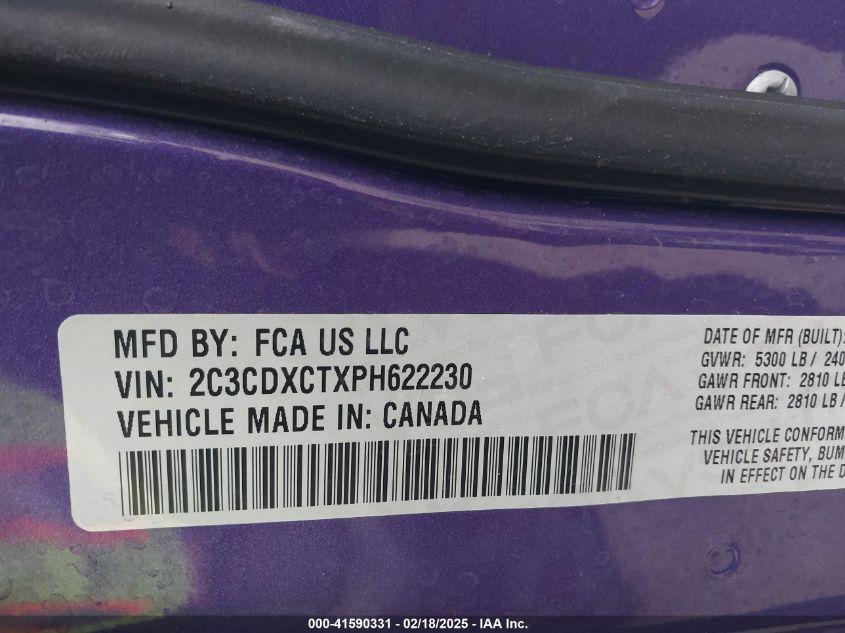 MFD BY: FCA US LLC
VIN: 2C3CDXCTXPH622230
VEHICLE MADE IN: CANADA
DATE OF MFR (BUILT):
GVWR: 5300 LB / 240
GAWR FRONT: 2810 LB
GAWR REAR: 2810 LB /
THIS VEHICLE CONFORM
VEHICLE SAFETY, BUM
IN EFFECT ON THE D
000-41590331 - 02/18/2025 - IAA Inc.